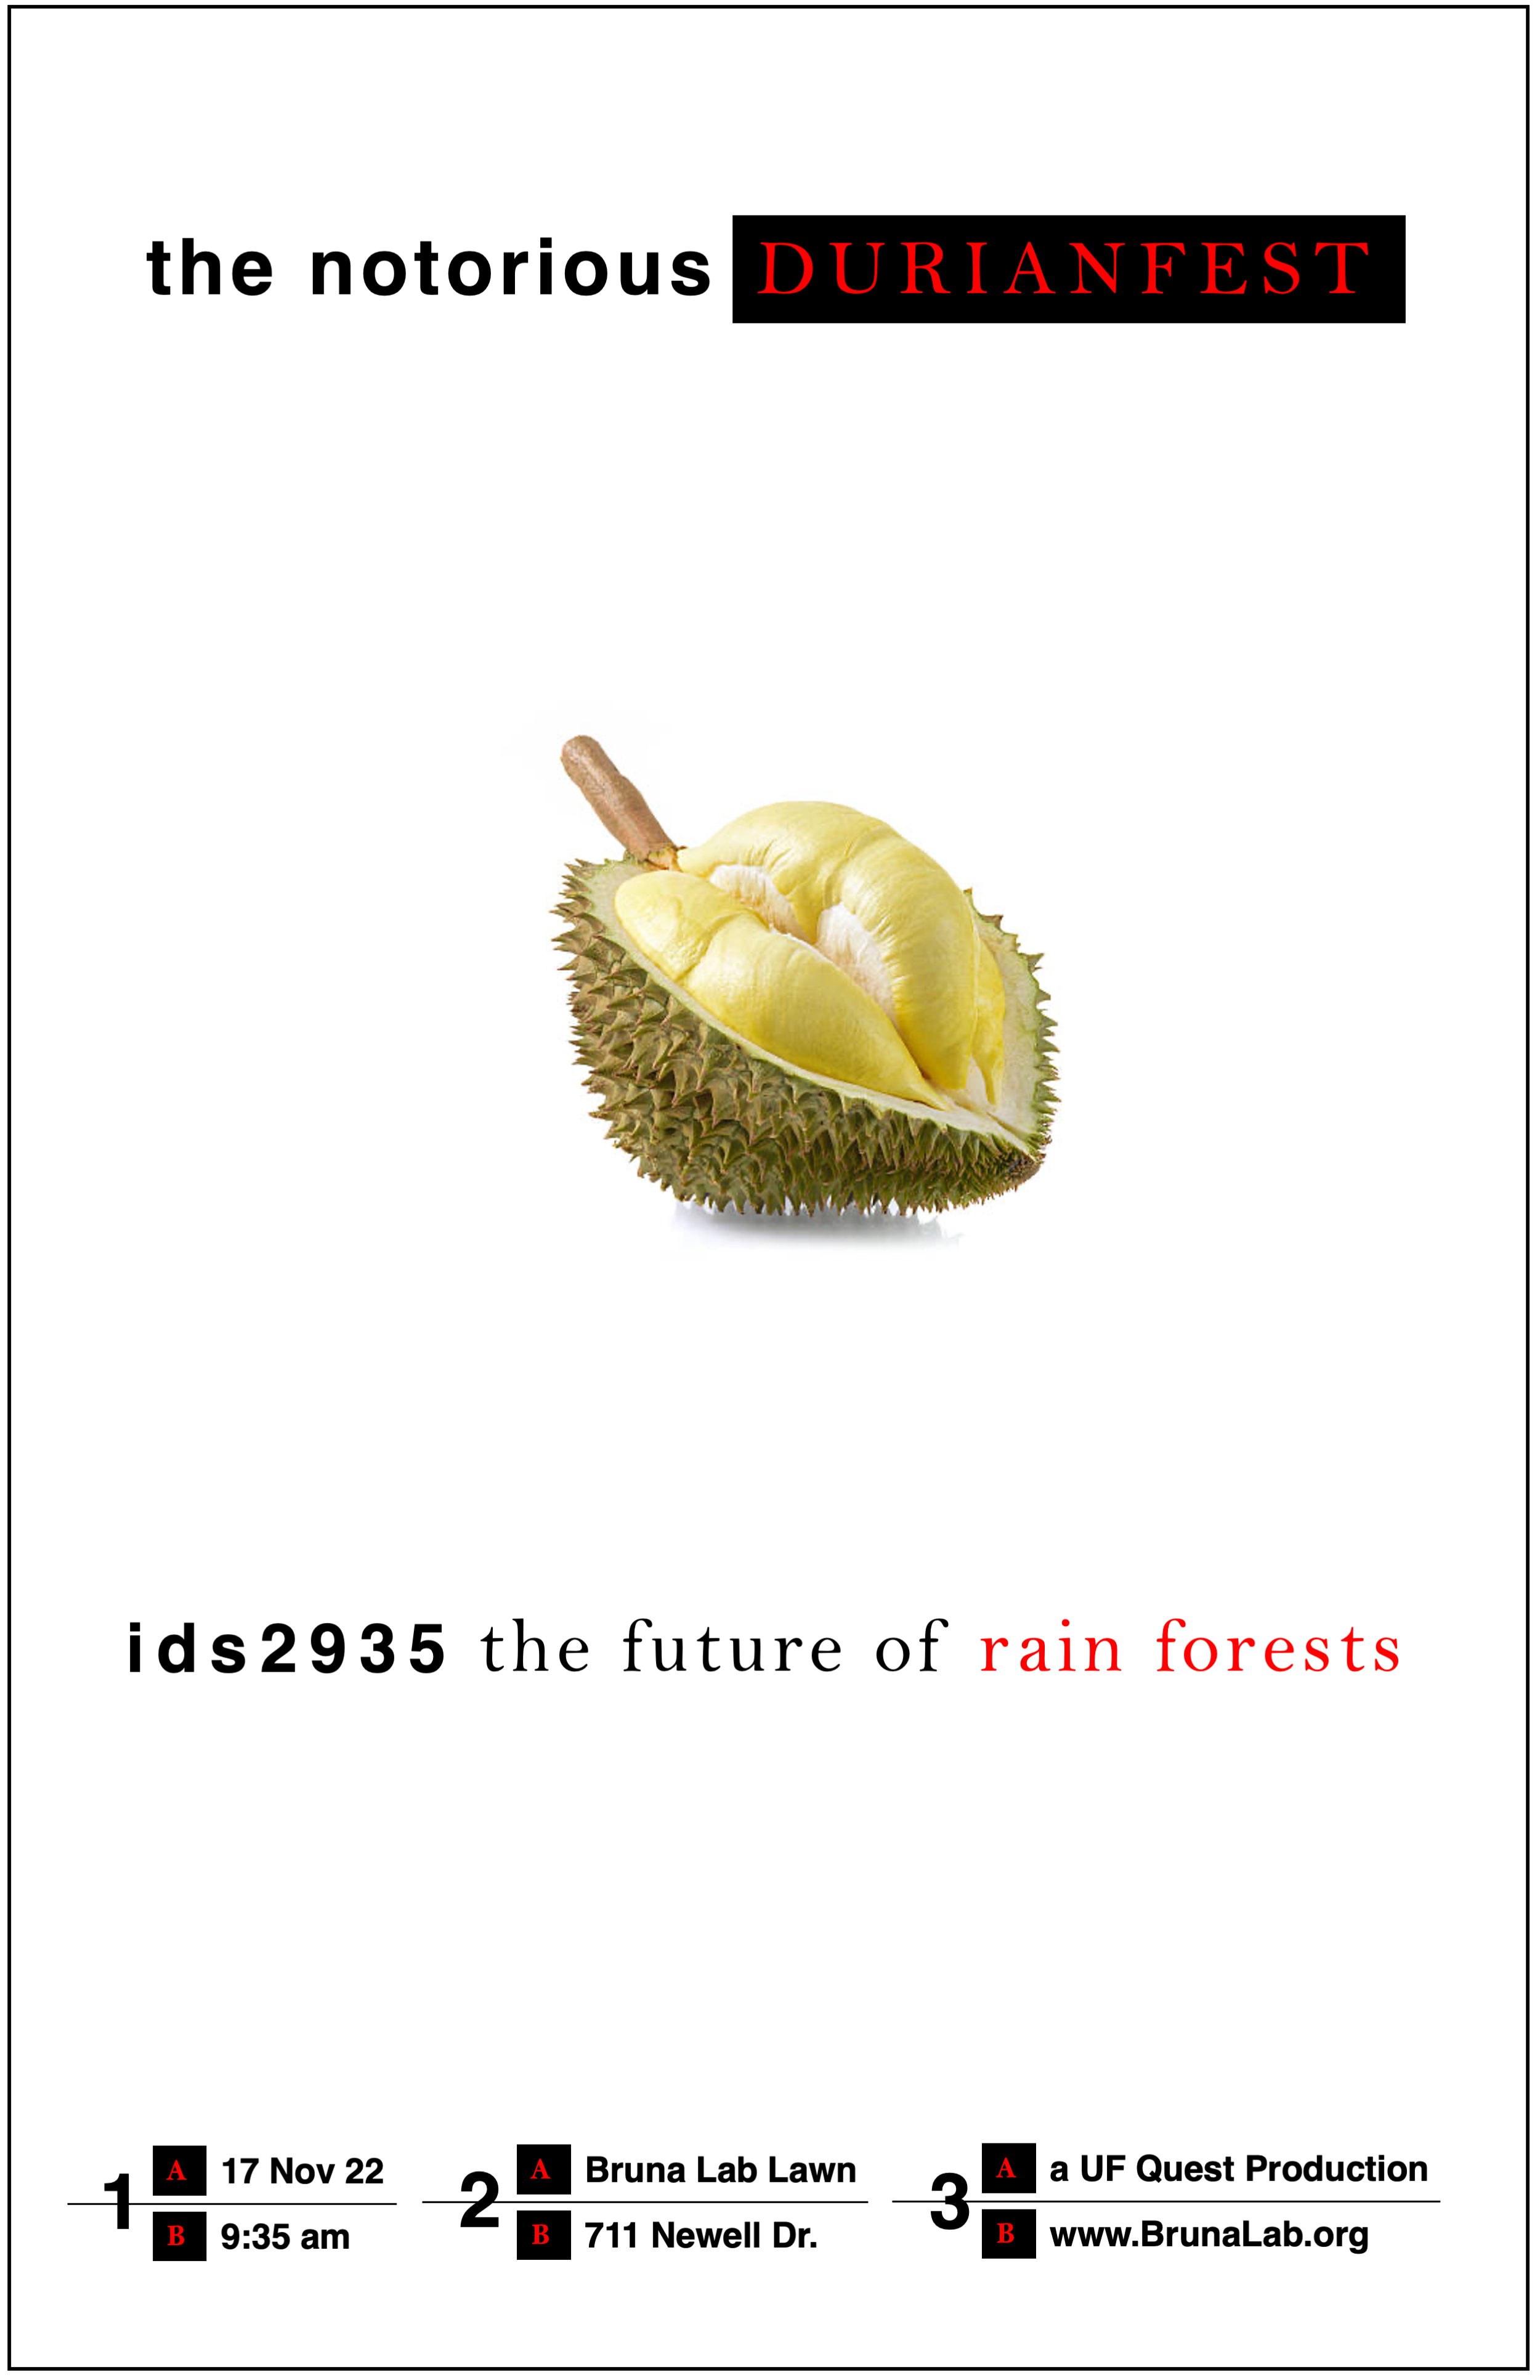 the notorious DURIANFEST
ids2935 the future of rain forests
1 A 17 Nov 22
B 9:35 am
2 A Bruna Lab Lawn
B 711 Newell Dr.
3 A a UF Quest Production
B www.BrunaLab.org